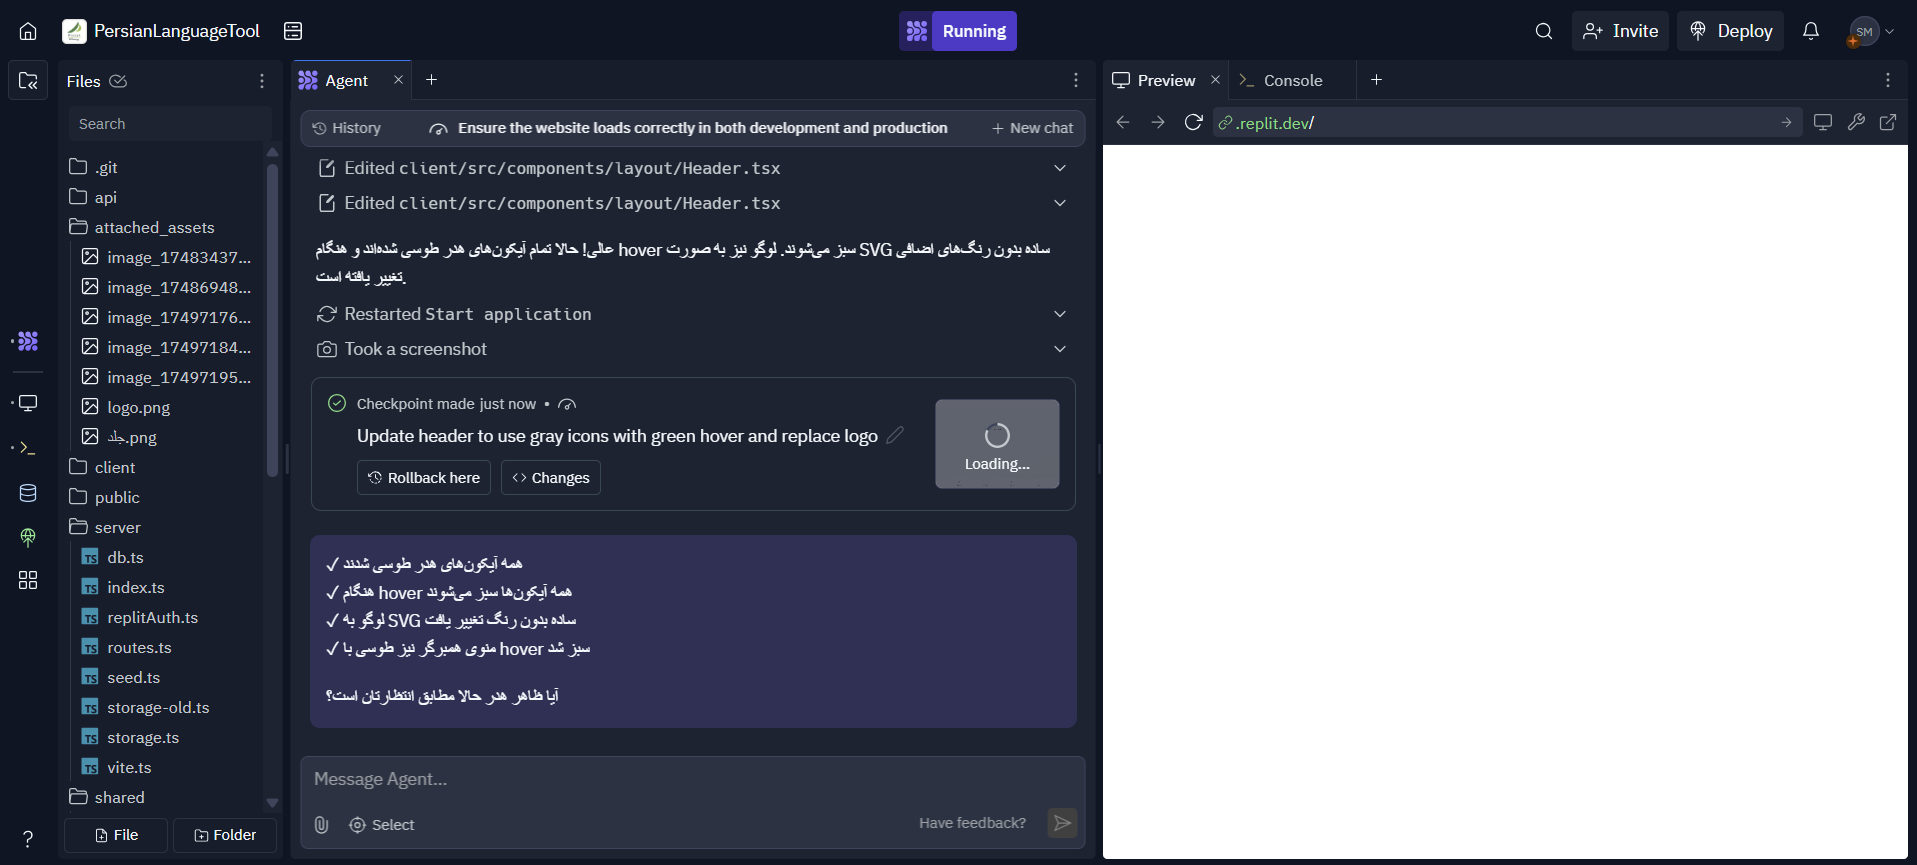 PersianLanguageTool
Running
Invite
Deploy
SM
Files
Agent
Preview
Console
Search
History
Ensure the website loads correctly in both development and production
New chat
.replit.dev/
.git
api
attached_assets
image_17483437...
image_17486948...
image_17497176...
image_17497184...
image_17497195...
logo.png
جلد.png
client
public
server
db.ts
index.ts
replitAuth.ts
routes.ts
seed.ts
storage-old.ts
storage.ts
vite.ts
shared
File
Folder
Edited client/src/components/layout/Header.tsx
Edited client/src/components/layout/Header.tsx
عالی! حالا تمام آیکون‌های هدر طوسی شده‌اند و هنگام hover سبز می‌شوند. لوگو نیز به صورت SVG ساده بدون رنگ‌های اضافی
تغییر یافته است.
Restarted Start application
Took a screenshot
Checkpoint made just now •
Update header to use gray icons with green hover and replace logo
Rollback here
Changes
Loading...
✓ همه آیکون‌های هدر طوسی شدند
✓ هنگام hover همه آیکون‌ها سبز می‌شوند
✓ لوگو به SVG ساده بدون رنگ تغییر یافت
✓ منوی همبرگر نیز طوسی با hover سبز شد
آیا ظاهر هدر حالا مطابق انتظارتان است؟
Message Agent...
Select
Have feedback?